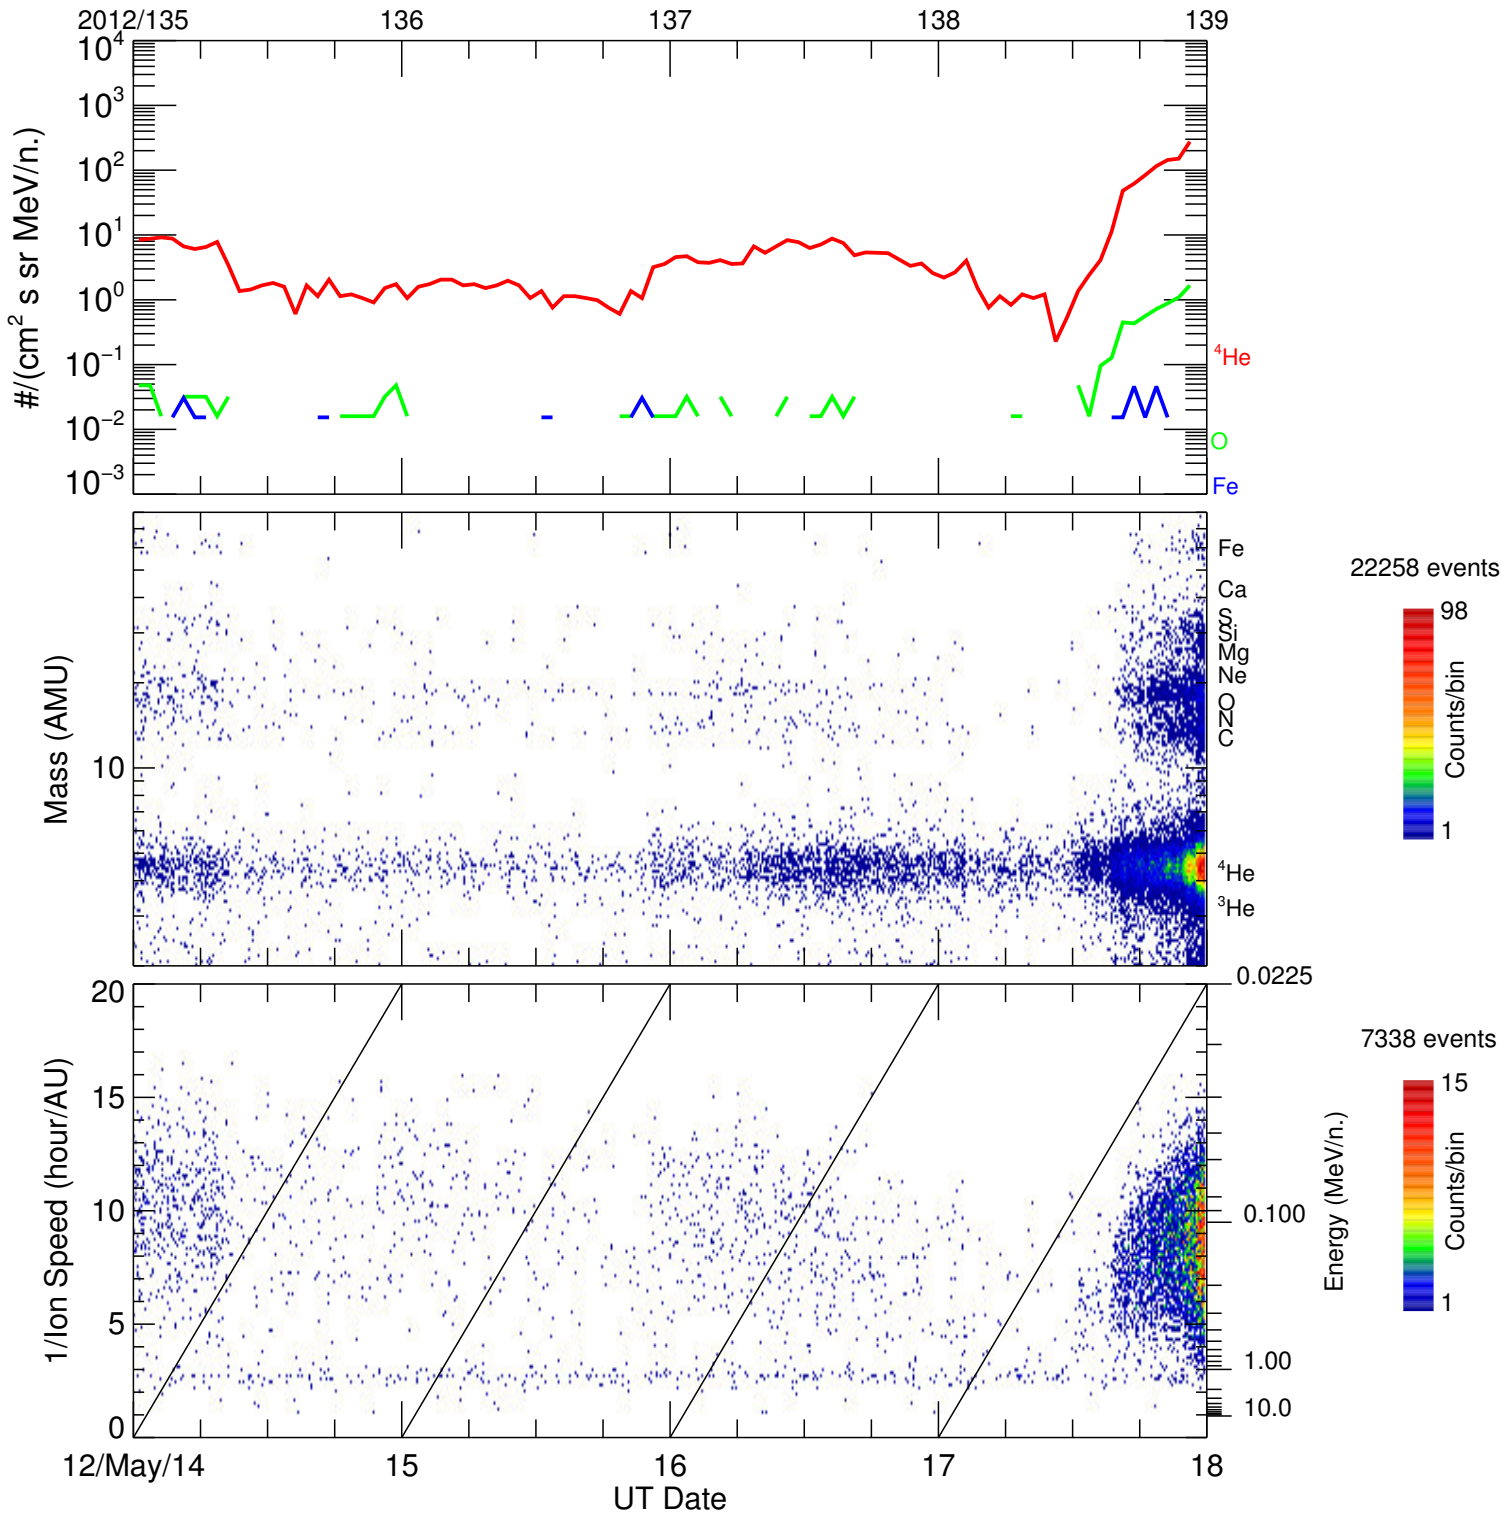 2012/135 136 137 138 139
#/(cm² s sr MeV/n.)
10⁴
10³
10²
10¹
10⁰
10⁻¹
10⁻²
10⁻³
⁴He
O
Fe
Mass (AMU)
10
Fe
Ca
S
Si
Mg
Ne
O
N
C
⁴He
³He
22258 events
98
Counts/bin
1
1/Ion Speed (hour/AU)
20
15
10
5
0
0.0225
0.100
1.00
10.0
Energy (MeV/n.)
7338 events
15
Counts/bin
1
12/May/14 15 16 17 18
UT Date